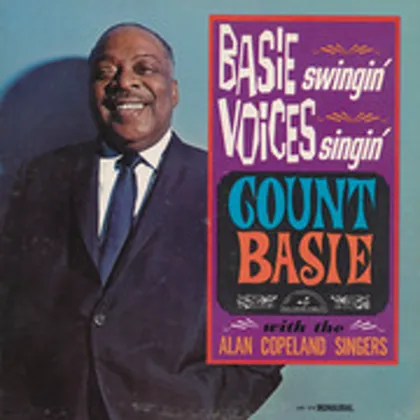 BASiE swingin'
VOiCES singin'
COUNT
BASIE
with the
ALAN COPELAND SINGERS